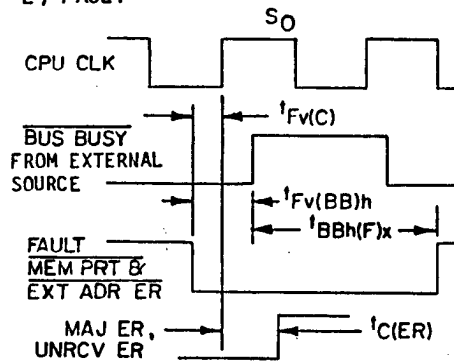 E, FAULT
S0
CPU CLK
tFv(C)
BUS BUSY
FROM EXTERNAL
SOURCE
tFv(BB)h
tBBh(F)x
FAULT
MEM PRT &
EXT ADR ER
MAJ ER,
UNRCV ER
tC(ER)